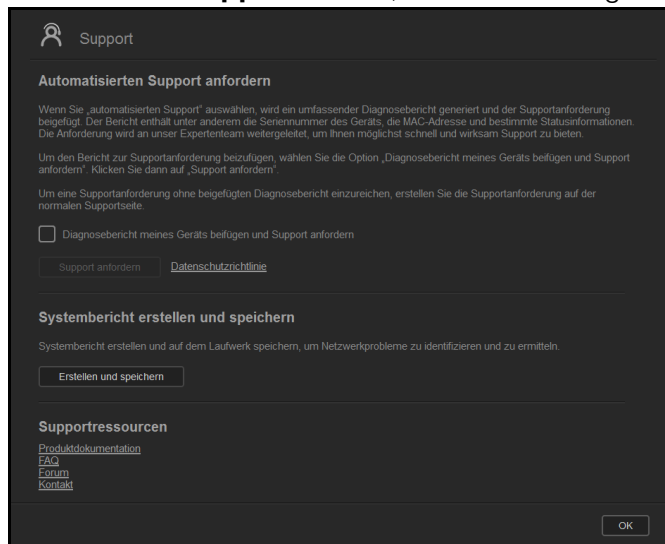 Support
Automatisierten Support anfordern
Wenn Sie „automatisierten Support“ auswählen, wird ein umfassender Diagnosebericht generiert und der Supportanforderung
beigefügt. Der Bericht enthält unter anderem die Seriennummer des Geräts, die MAC-Adresse und bestimmte Statusinformationen.
Die Anforderung wird an unser Expertenteam weitergeleitet, um Ihnen möglichst schnell und wirksam Support zu bieten.
Um den Bericht zur Supportanforderung beizufügen, wählen Sie die Option „Diagnosebericht meines Geräts beifügen und Support
anfordern“. Klicken Sie dann auf „Support anfordern“.
Um eine Supportanforderung ohne beigefügten Diagnosebericht einzureichen, erstellen Sie die Supportanforderung auf der
normalen Supportseite.
Diagnosebericht meines Geräts beifügen und Support anfordern
Support anfordern Datenschutzrichtlinie
Systembericht erstellen und speichern
Systembericht erstellen und auf dem Laufwerk speichern, um Netzwerkprobleme zu identifizieren und zu ermitteln.
Erstellen und speichern
Supportressourcen
Produktdokumentation
FAQ
Forum
Kontakt
OK